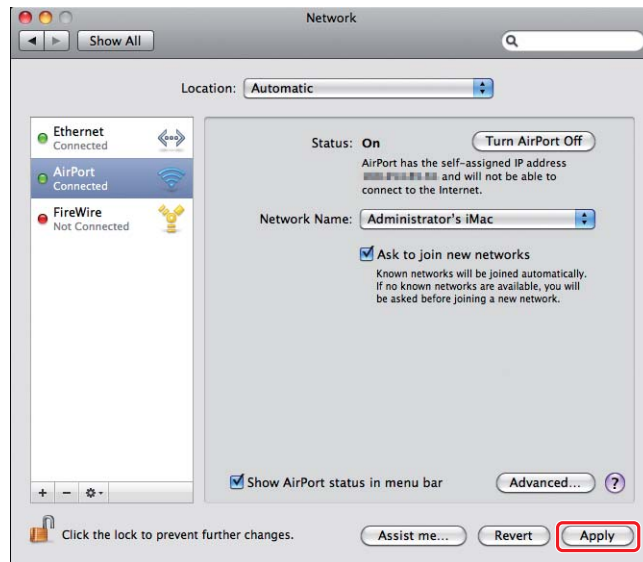 Network
Show All
Location: Automatic
Ethernet
Connected
AirPort
Connected
FireWire
Not Connected
Status: On
Turn AirPort Off
AirPort has the self-assigned IP address
and will not be able to
connect to the Internet.
Network Name: Administrator's iMac
Ask to join new networks
Known networks will be joined automatically.
If no known networks are available, you will
be asked before joining a new network.
Show AirPort status in menu bar
Advanced...
?
Click the lock to prevent further changes.
Assist me...
Revert
Apply